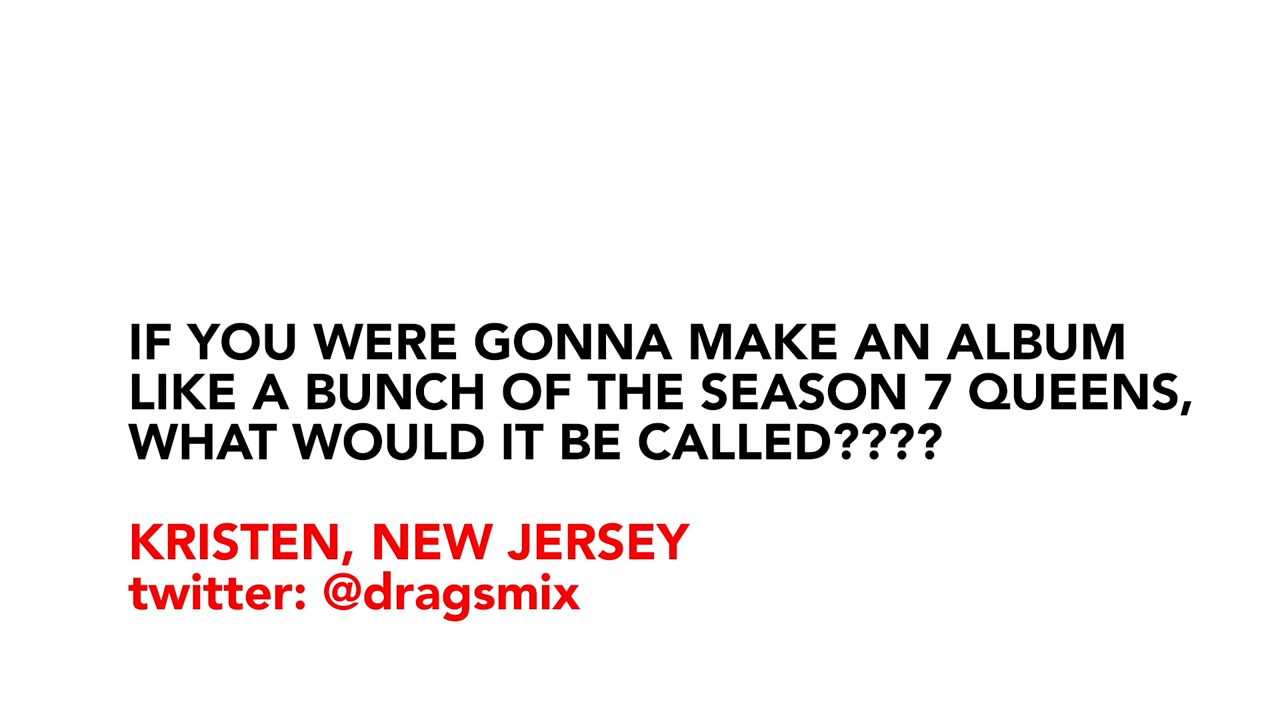 IF YOU WERE GONNA MAKE AN ALBUM
LIKE A BUNCH OF THE SEASON 7 QUEENS,
WHAT WOULD IT BE CALLED????
KRISTEN, NEW JERSEY
twitter: @dragsmix